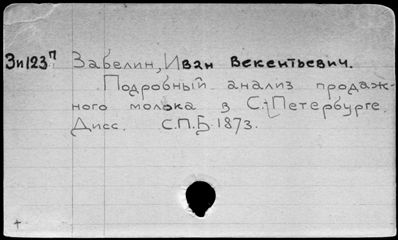 Зи123п Забелин, Иван Векентьевич.
Подробный анализ продаж-
ного молока в С.-Петербурге.
Дисс. С.П.Б 1873.